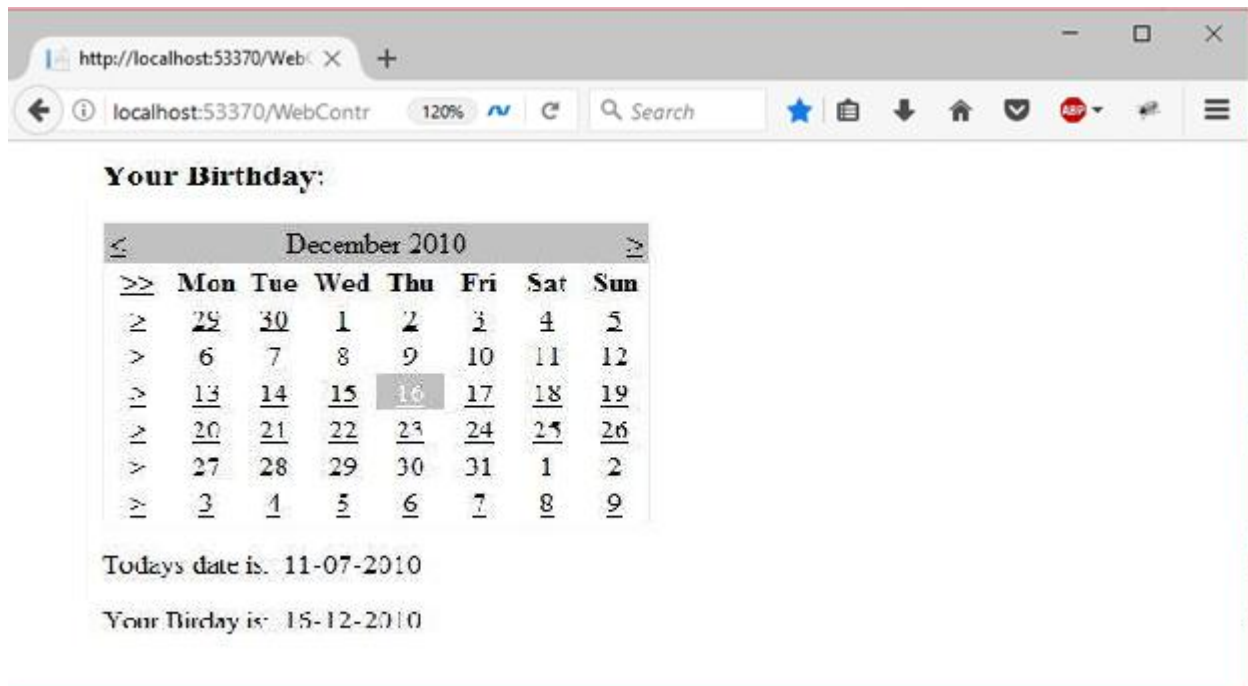 http://localhost:53370/Web
localhost:53370/WebContr 120% Search ABP
Your Birthday:
< December 2010 >
>> Mon Tue Wed Thu Fri Sat Sun
> 29 30 1 2 3 4 5
> 6 7 8 9 10 11 12
> 13 14 15 16 17 18 19
> 20 21 22 23 24 25 26
> 27 28 29 30 31 1 2
> 3 4 5 6 7 8 9
Todays date is: 11-07-2010
Your Birday is: 16-12-2010